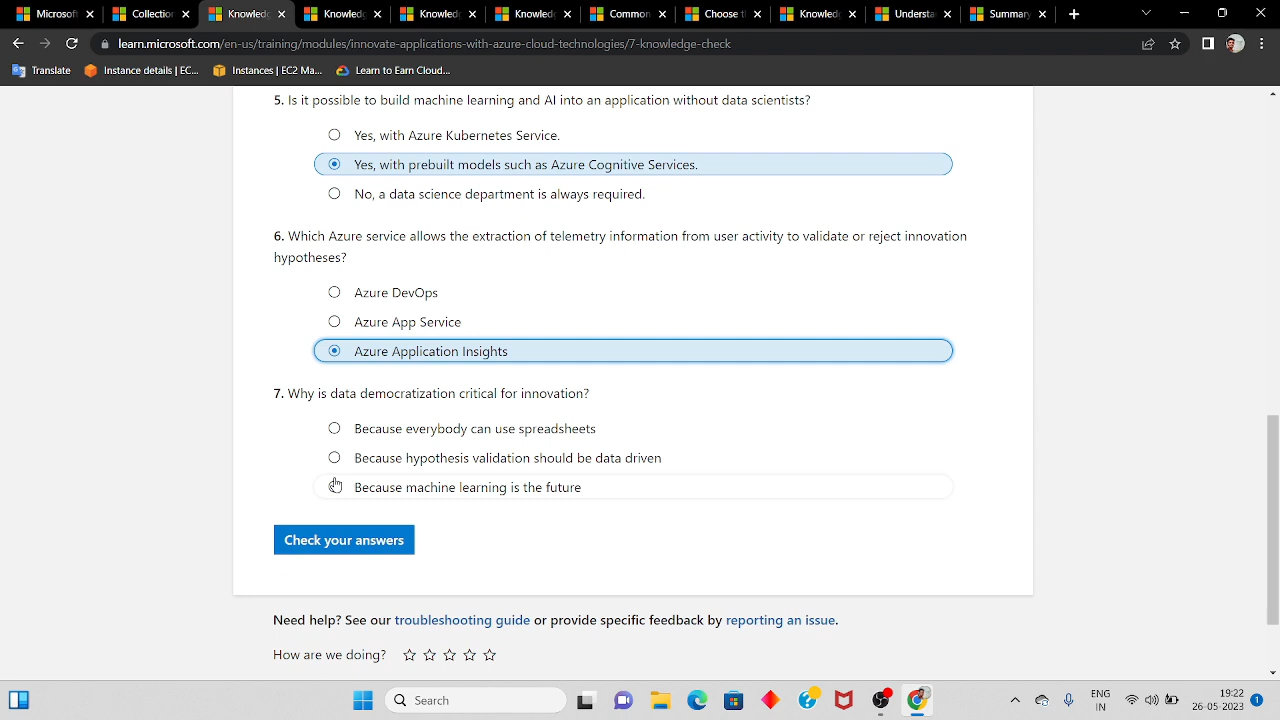 Microsoft
Collection
Knowledg
Knowledg
Knowledg
Knowledg
Common
Choose t
Knowledg
Understa
Summary
learn.microsoft.com/en-us/training/modules/innovate-applications-with-azure-cloud-technologies/7-knowledge-check
Translate
Instance details | EC...
Instances | EC2 Ma...
Learn to Earn Cloud...
5. Is it possible to build machine learning and AI into an application without data scientists?
Yes, with Azure Kubernetes Service.
Yes, with prebuilt models such as Azure Cognitive Services.
No, a data science department is always required.
6. Which Azure service allows the extraction of telemetry information from user activity to validate or reject innovation
hypotheses?
Azure DevOps
Azure App Service
Azure Application Insights
7. Why is data democratization critical for innovation?
Because everybody can use spreadsheets
Because hypothesis validation should be data driven
Because machine learning is the future
Check your answers
Need help? See our troubleshooting guide or provide specific feedback by reporting an issue.
How are we doing?
Search
ENG
IN
19:22
26-05-2023
1